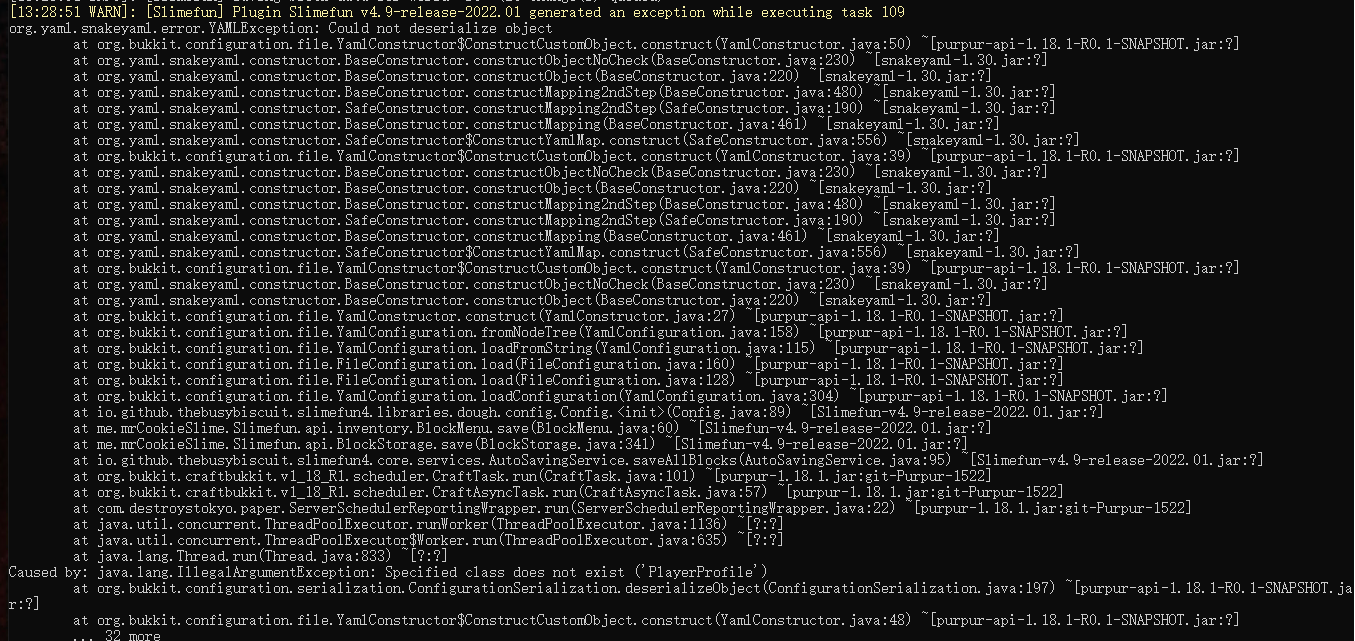 [13:28:51 WARN]: [Slimefun] Plugin Slimefun v4.9-release-2022.01 generated an exception while executing task 109
org.yaml.snakeyaml.error.YAMLException: Could not deserialize object
at org.bukkit.configuration.file.YamlConstructor$ConstructCustomObject.construct(YamlConstructor.java:50) ~[purpur-api-1.18.1-R0.1-SNAPSHOT.jar:?]
at org.yaml.snakeyaml.constructor.BaseConstructor.constructObjectNoCheck(BaseConstructor.java:230) ~[snakeyaml-1.30.jar:?]
at org.yaml.snakeyaml.constructor.BaseConstructor.constructObject(BaseConstructor.java:220) ~[snakeyaml-1.30.jar:?]
at org.yaml.snakeyaml.constructor.BaseConstructor.constructMapping2ndStep(BaseConstructor.java:480) ~[snakeyaml-1.30.jar:?]
at org.yaml.snakeyaml.constructor.SafeConstructor.constructMapping2ndStep(SafeConstructor.java:190) ~[snakeyaml-1.30.jar:?]
at org.yaml.snakeyaml.constructor.BaseConstructor.constructMapping(BaseConstructor.java:461) ~[snakeyaml-1.30.jar:?]
at org.yaml.snakeyaml.constructor.SafeConstructor$ConstructYamlMap.construct(SafeConstructor.java:556) ~[snakeyaml-1.30.jar:?]
at org.bukkit.configuration.file.YamlConstructor$ConstructCustomObject.construct(YamlConstructor.java:39) ~[purpur-api-1.18.1-R0.1-SNAPSHOT.jar:?]
at org.yaml.snakeyaml.constructor.BaseConstructor.constructObjectNoCheck(BaseConstructor.java:230) ~[snakeyaml-1.30.jar:?]
at org.yaml.snakeyaml.constructor.BaseConstructor.constructObject(BaseConstructor.java:220) ~[snakeyaml-1.30.jar:?]
at org.yaml.snakeyaml.constructor.BaseConstructor.constructMapping2ndStep(BaseConstructor.java:480) ~[snakeyaml-1.30.jar:?]
at org.yaml.snakeyaml.constructor.SafeConstructor.constructMapping2ndStep(SafeConstructor.java:190) ~[snakeyaml-1.30.jar:?]
at org.yaml.snakeyaml.constructor.BaseConstructor.constructMapping(BaseConstructor.java:461) ~[snakeyaml-1.30.jar:?]
at org.yaml.snakeyaml.constructor.SafeConstructor$ConstructYamlMap.construct(SafeConstructor.java:556) ~[snakeyaml-1.30.jar:?]
at org.bukkit.configuration.file.YamlConstructor$ConstructCustomObject.construct(YamlConstructor.java:39) ~[purpur-api-1.18.1-R0.1-SNAPSHOT.jar:?]
at org.yaml.snakeyaml.constructor.BaseConstructor.constructObjectNoCheck(BaseConstructor.java:230) ~[snakeyaml-1.30.jar:?]
at org.yaml.snakeyaml.constructor.BaseConstructor.constructObject(BaseConstructor.java:220) ~[snakeyaml-1.30.jar:?]
at org.bukkit.configuration.file.YamlConstructor.construct(YamlConstructor.java:27) ~[purpur-api-1.18.1-R0.1-SNAPSHOT.jar:?]
at org.bukkit.configuration.file.YamlConfiguration.fromNodeTree(YamlConfiguration.java:158) ~[purpur-api-1.18.1-R0.1-SNAPSHOT.jar:?]
at org.bukkit.configuration.file.YamlConfiguration.loadFromString(YamlConfiguration.java:115) ~[purpur-api-1.18.1-R0.1-SNAPSHOT.jar:?]
at org.bukkit.configuration.file.FileConfiguration.load(FileConfiguration.java:160) ~[purpur-api-1.18.1-R0.1-SNAPSHOT.jar:?]
at org.bukkit.configuration.file.FileConfiguration.load(FileConfiguration.java:128) ~[purpur-api-1.18.1-R0.1-SNAPSHOT.jar:?]
at org.bukkit.configuration.file.YamlConfiguration.loadConfiguration(YamlConfiguration.java:304) ~[purpur-api-1.18.1-R0.1-SNAPSHOT.jar:?]
at io.github.thebusybiscuit.slimefun4.libraries.dough.config.Config.<init>(Config.java:89) ~[Slimefun-v4.9-release-2022.01.jar:?]
at me.mrCookieSlime.Slimefun.api.inventory.BlockMenu.save(BlockMenu.java:60) ~[Slimefun-v4.9-release-2022.01.jar:?]
at me.mrCookieSlime.Slimefun.api.BlockStorage.save(BlockStorage.java:341) ~[Slimefun-v4.9-release-2022.01.jar:?]
at io.github.thebusybiscuit.slimefun4.core.services.AutoSavingService.saveAllBlocks(AutoSavingService.java:95) ~[Slimefun-v4.9-release-2022.01.jar:?]
at org.bukkit.craftbukkit.v1_18_R1.scheduler.CraftTask.run(CraftTask.java:101) ~[purpur-1.18.1.jar:git-Purpur-1522]
at org.bukkit.craftbukkit.v1_18_R1.scheduler.CraftAsyncTask.run(CraftAsyncTask.java:57) ~[purpur-1.18.1.jar:git-Purpur-1522]
at com.destroystokyo.paper.ServerSchedulerReportingWrapper.run(ServerSchedulerReportingWrapper.java:22) ~[purpur-1.18.1.jar:git-Purpur-1522]
at java.util.concurrent.ThreadPoolExecutor.runWorker(ThreadPoolExecutor.java:1136) ~[?:?]
at java.util.concurrent.ThreadPoolExecutor$Worker.run(ThreadPoolExecutor.java:635) ~[?:?]
at java.lang.Thread.run(Thread.java:833) ~[?:?]
Caused by: java.lang.IllegalArgumentException: Specified class does not exist ('PlayerProfile')
at org.bukkit.configuration.serialization.ConfigurationSerialization.deserializeObject(ConfigurationSerialization.java:197) ~[purpur-api-1.18.1-R0.1-SNAPSHOT.ja
r:?]
at org.bukkit.configuration.file.YamlConstructor$ConstructCustomObject.construct(YamlConstructor.java:48) ~[purpur-api-1.18.1-R0.1-SNAPSHOT.jar:?]
... 32 more